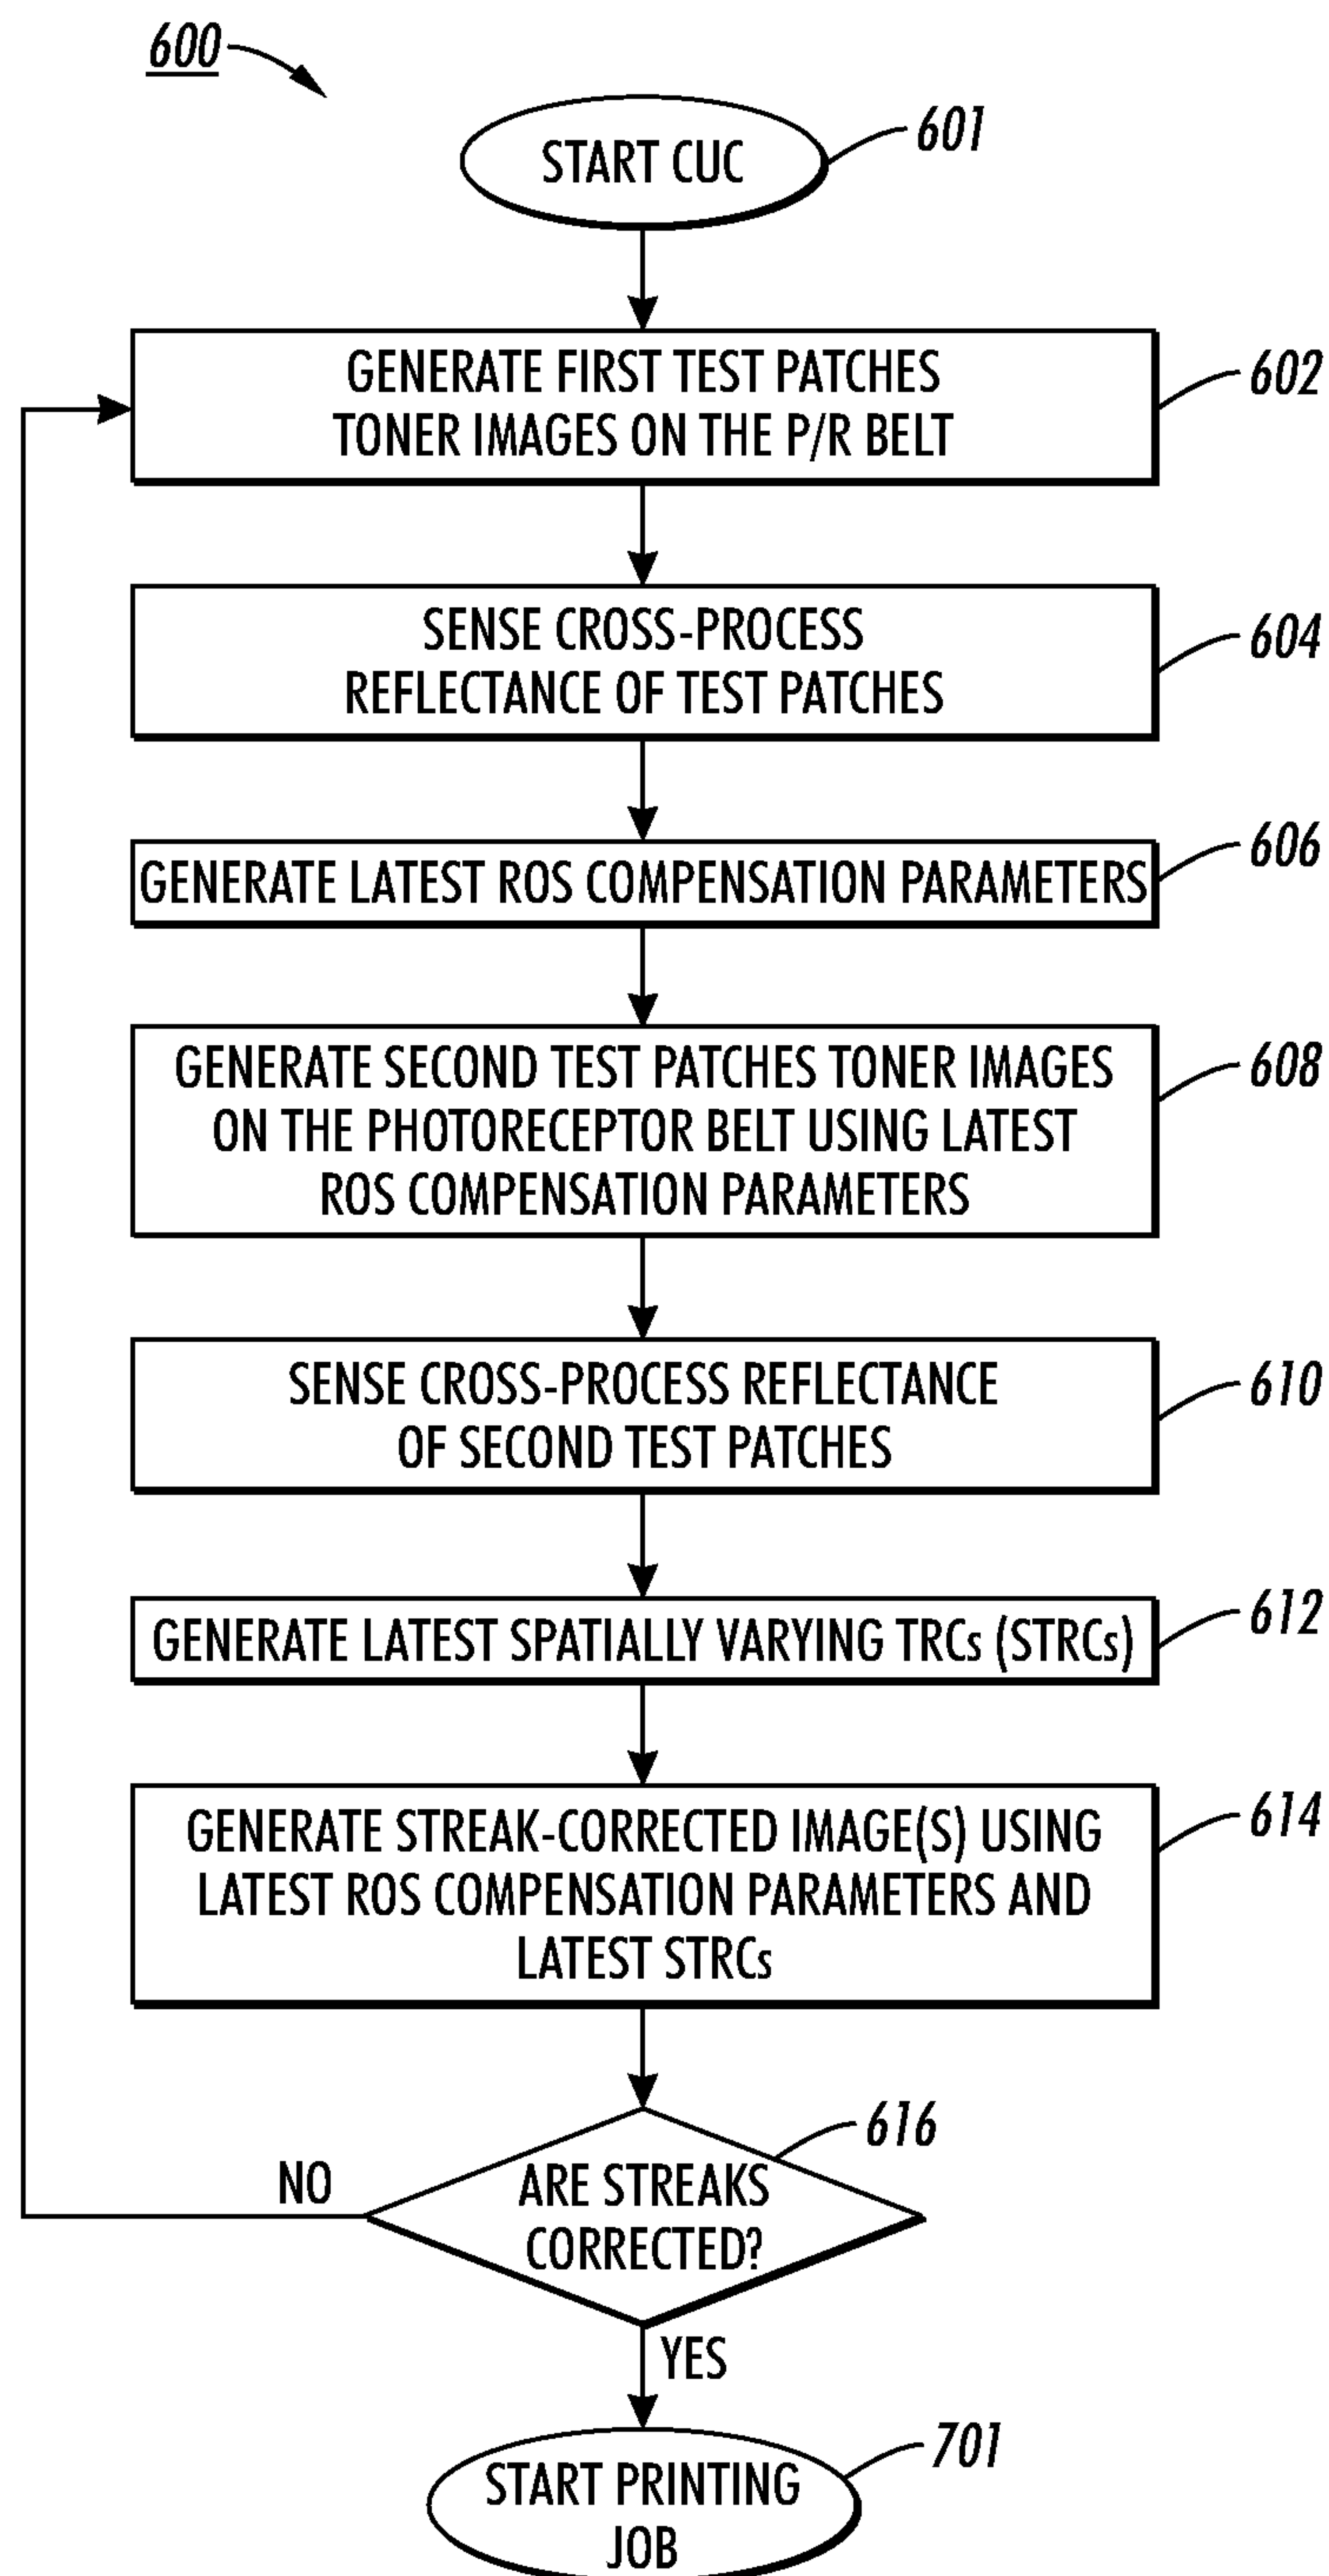 600
START CUC
601
GENERATE FIRST TEST PATCHES
TONER IMAGES ON THE P/R BELT
602
SENSE CROSS-PROCESS
REFLECTANCE OF TEST PATCHES
604
GENERATE LATEST ROS COMPENSATION PARAMETERS
606
GENERATE SECOND TEST PATCHES TONER IMAGES
ON THE PHOTORECEPTOR BELT USING LATEST
ROS COMPENSATION PARAMETERS
608
SENSE CROSS-PROCESS REFLECTANCE
OF SECOND TEST PATCHES
610
GENERATE LATEST SPATIALLY VARYING TRCs (STRCs)
612
GENERATE STREAK-CORRECTED IMAGE(S) USING
LATEST ROS COMPENSATION PARAMETERS AND
LATEST STRCs
614
ARE STREAKS
CORRECTED?
616
NO
YES
START PRINTING
JOB
701